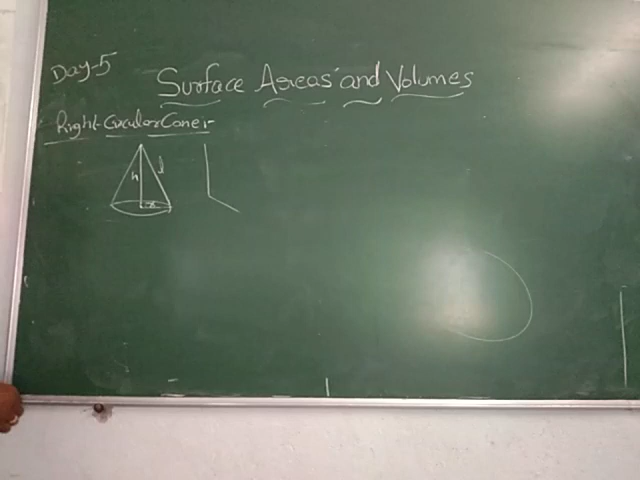 Day-5
Surface Areas and Volumes
Right Circular Cone:-
h l
r